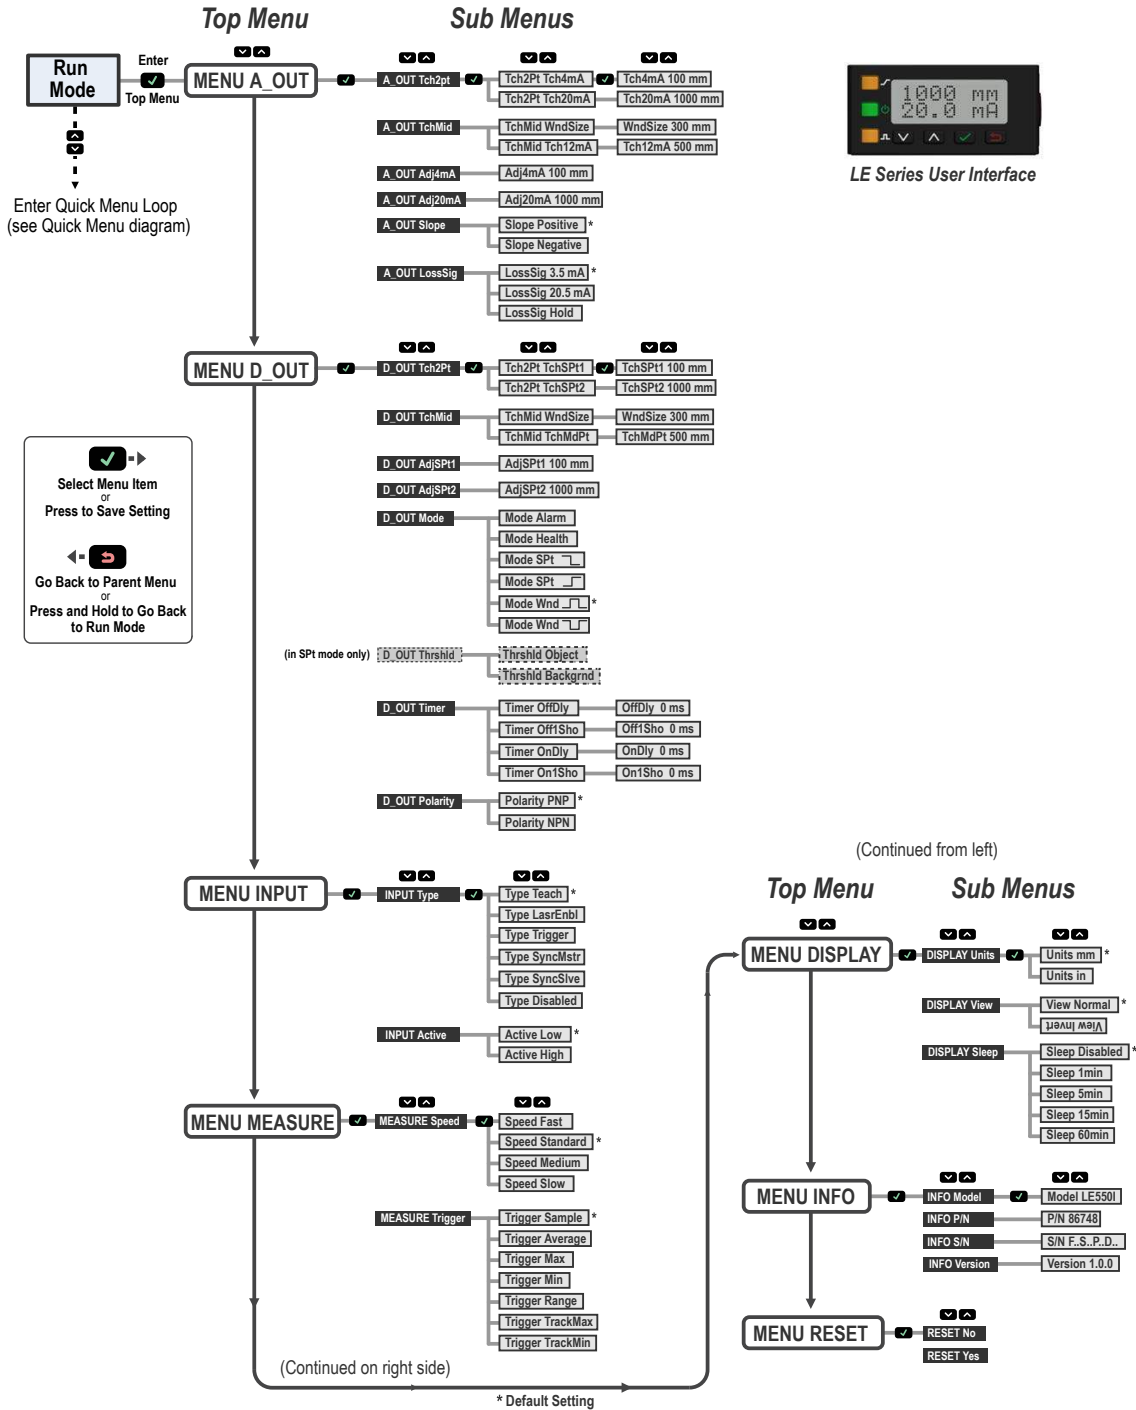 Top Menu
Sub Menus
Run
Mode
Enter
Top Menu
Enter Quick Menu Loop
(see Quick Menu diagram)
MENU A_OUT
A_OUT Tch2pt
Tch2Pt Tch4mA
Tch4mA 100 mm
Tch2Pt Tch20mA
Tch20mA 1000 mm
A_OUT TchMid
TchMid WndSize
WndSize 300 mm
TchMid Tch12mA
Tch12mA 500 mm
A_OUT Adj4mA
Adj4mA 100 mm
A_OUT Adj20mA
Adj20mA 1000 mm
A_OUT Slope
Slope Positive *
Slope Negative
A_OUT LossSig
LossSig 3.5 mA *
LossSig 20.5 mA
LossSig Hold
1000 mm
20.0 mA
LE Series User Interface
MENU D_OUT
D_OUT Tch2Pt
Tch2Pt TchSPt1
TchSPt1 100 mm
Tch2Pt TchSPt2
TchSPt2 1000 mm
D_OUT TchMid
TchMid WndSize
WndSize 300 mm
TchMid TchMdPt
TchMdPt 500 mm
D_OUT AdjSPt1
AdjSPt1 100 mm
D_OUT AdjSPt2
AdjSPt2 1000 mm
D_OUT Mode
Mode Alarm
Mode Health
Mode SPt
Mode SPt
Mode Wnd *
Mode Wnd
(in SPt mode only)
D_OUT Thrshld
Thrshld Object
Thrshld Backgrnd
D_OUT Timer
Timer OffDly
OffDly 0 ms
Timer Off1Sho
Off1Sho 0 ms
Timer OnDly
OnDly 0 ms
Timer On1Sho
On1Sho 0 ms
D_OUT Polarity
Polarity PNP *
Polarity NPN
Select Menu Item
or
Press to Save Setting
Go Back to Parent Menu
or
Press and Hold to Go Back
to Run Mode
MENU INPUT
INPUT Type
Type Teach *
Type LasrEnbl
Type Trigger
Type SyncMstr
Type SyncSlve
Type Disabled
INPUT Active
Active Low *
Active High
MENU MEASURE
MEASURE Speed
Speed Fast
Speed Standard *
Speed Medium
Speed Slow
MEASURE Trigger
Trigger Sample *
Trigger Average
Trigger Max
Trigger Min
Trigger Range
Trigger TrackMax
Trigger TrackMin
(Continued on right side)
* Default Setting
(Continued from left)
Top Menu
Sub Menus
MENU DISPLAY
DISPLAY Units
Units mm *
Units in
DISPLAY View
View Normal *
View Invert
DISPLAY Sleep
Sleep Disabled *
Sleep 1min
Sleep 5min
Sleep 15min
Sleep 60min
MENU INFO
INFO Model
Model LE550I
INFO P/N
P/N 86748
INFO S/N
S/N F..S..P..D..
INFO Version
Version 1.0.0
MENU RESET
RESET No
RESET Yes